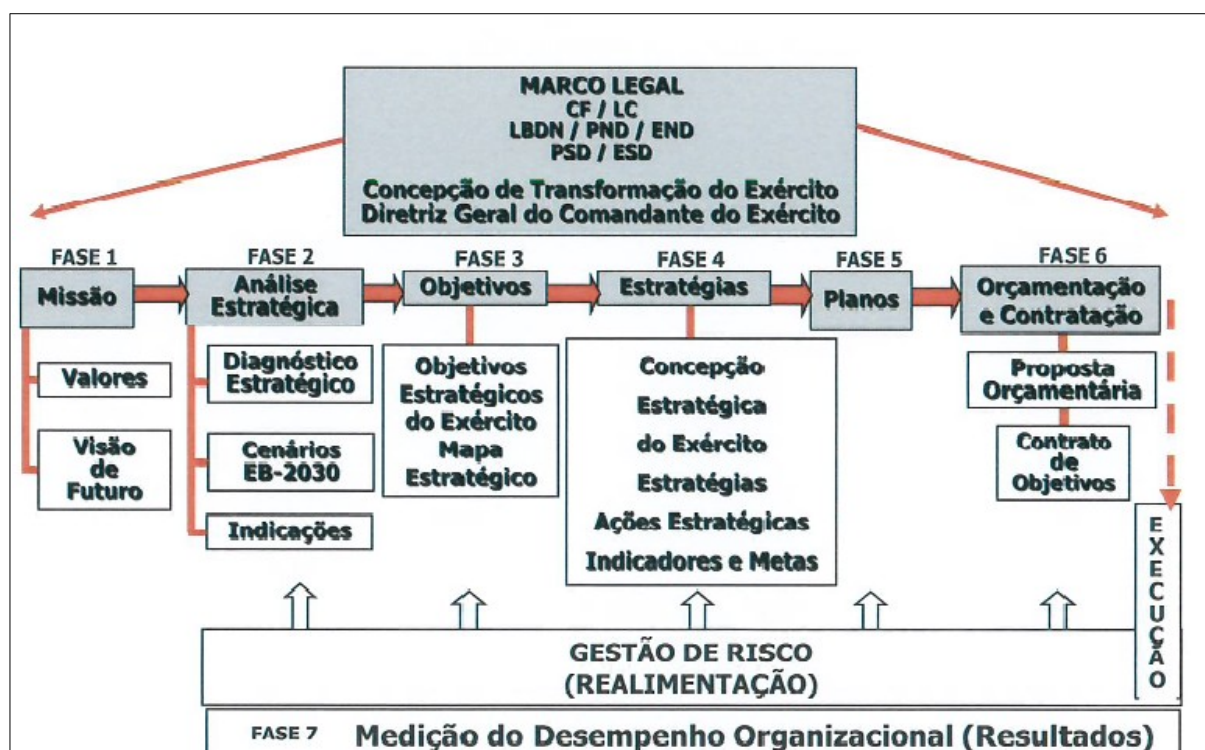 MARCO LEGAL
CF / LC
LBDN / PND / END
PSD / ESD
Concepção de Transformação do Exército
Diretriz Geral do Comandante do Exército
FASE 1
Missão
Valores
Visão
de
Futuro
FASE 2
Análise
Estratégica
Diagnóstico
Estratégico
Cenários
EB-2030
Indicações
FASE 3
Objetivos
Objetivos
Estratégicos
do Exército
Mapa
Estratégico
FASE 4
Estratégias
Concepção
Estratégica
do Exército
Estratégias
Ações Estratégicas
Indicadores e Metas
FASE 5
Planos
FASE 6
Orçamentação
e Contratação
Proposta
Orçamentária
Contrato
de
Objetivos
EXECUÇÃO
GESTÃO DE RISCO
(REALIMENTAÇÃO)
FASE 7 Medição do Desempenho Organizacional (Resultados)